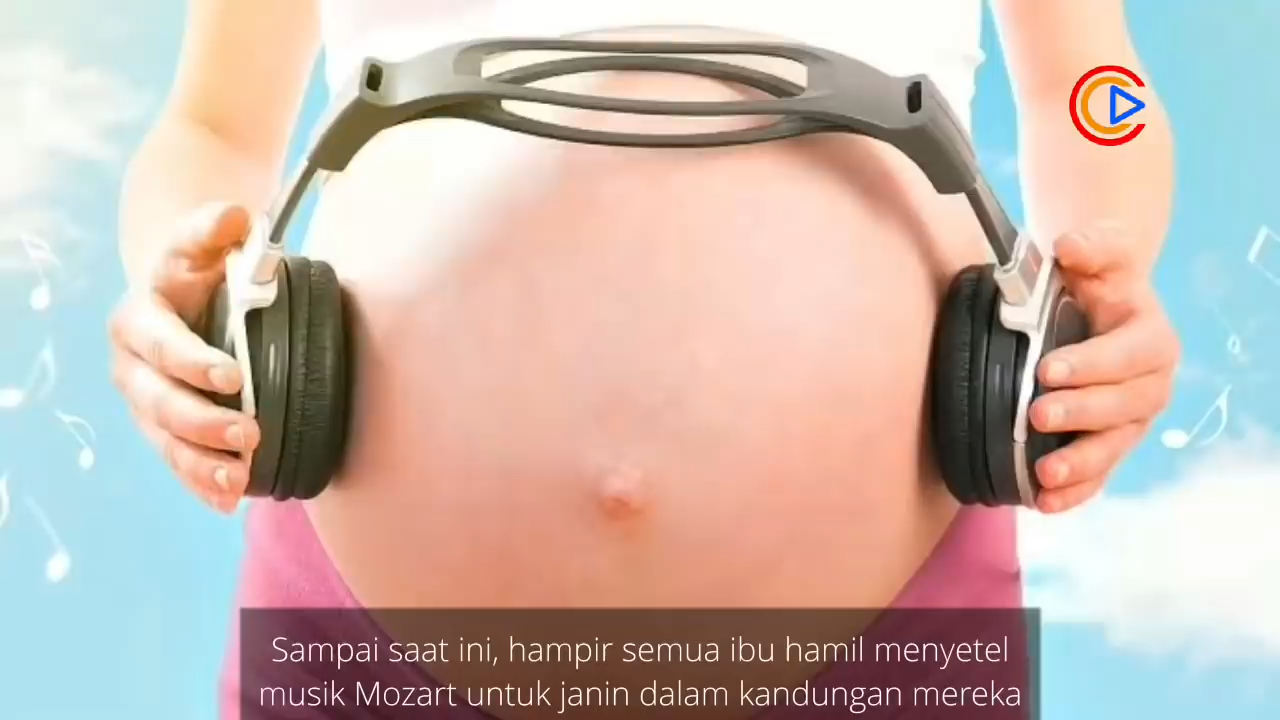 Sampai saat ini, hampir semua ibu hamil menyetel
musik Mozart untuk janin dalam kandungan mereka